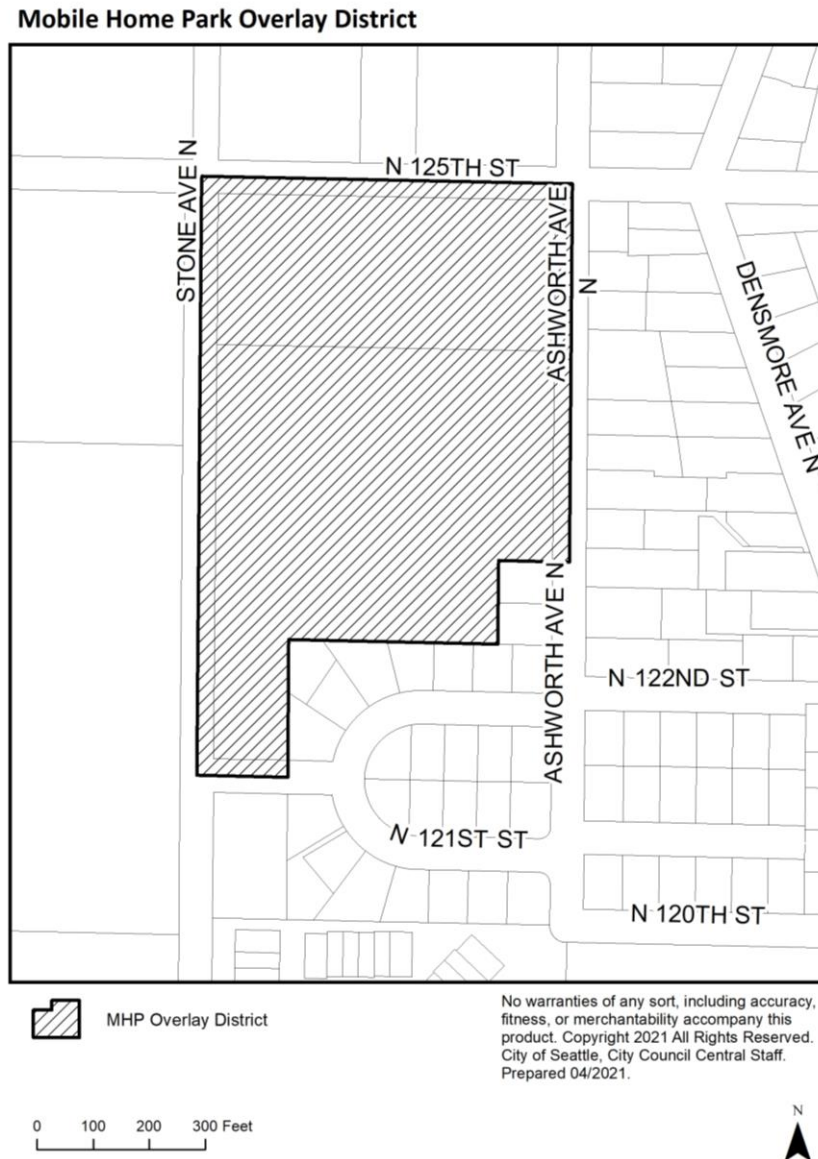 Mobile Home Park Overlay District
N 125TH ST
STONE AVE N
ASHWORTH AVE
N
DENSMORE AVE N
ASHWORTH AVE N
N 122ND ST
N 121ST ST
N 120TH ST
MHP Overlay District
No warranties of any sort, including accuracy,
fitness, or merchantability accompany this
product. Copyright 2021 All Rights Reserved.
City of Seattle, City Council Central Staff.
Prepared 04/2021.
0 100 200 300 Feet
N